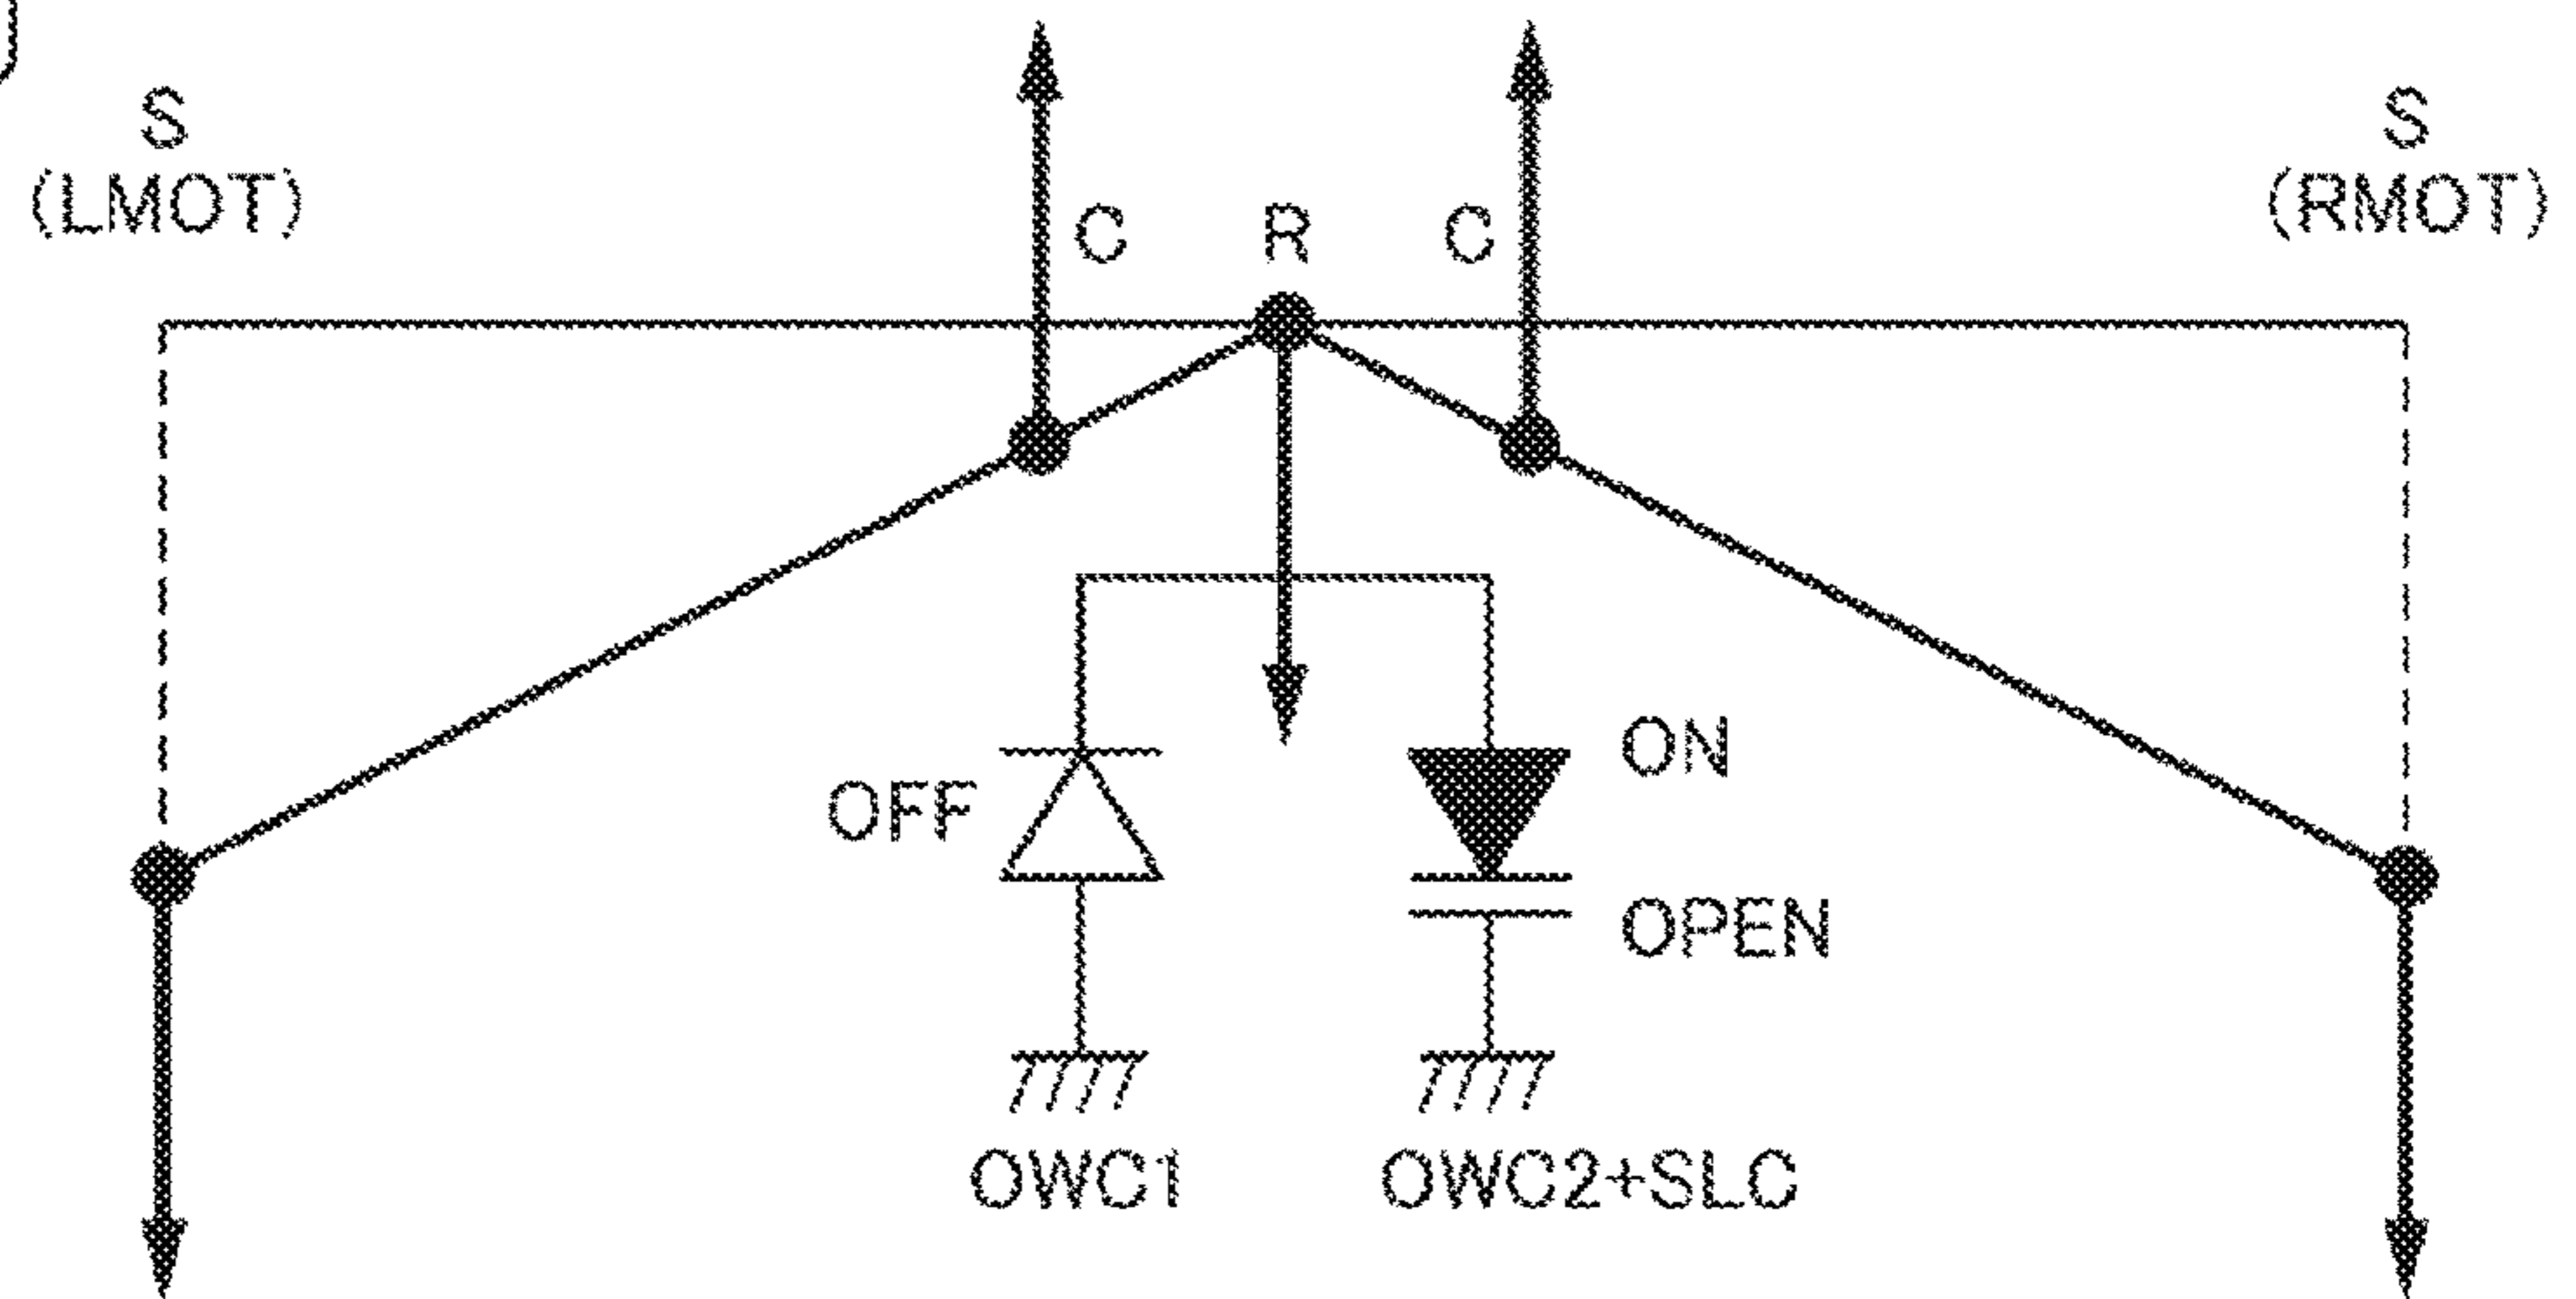 S
(LMOT)
C
R
C
S
(RMOT)
OFF
ON
OPEN
OWC1
OWC2+SLC